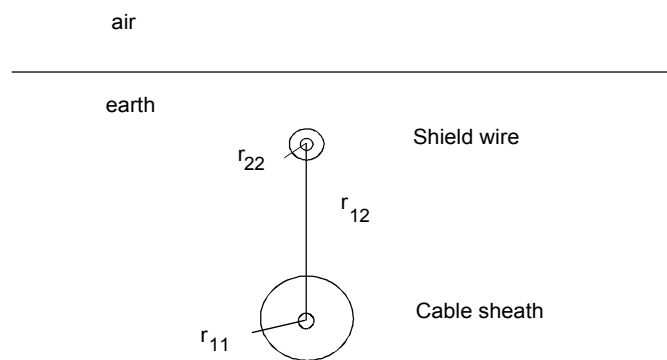 air
earth
Shield wire
r22
r12
Cable sheath
r11